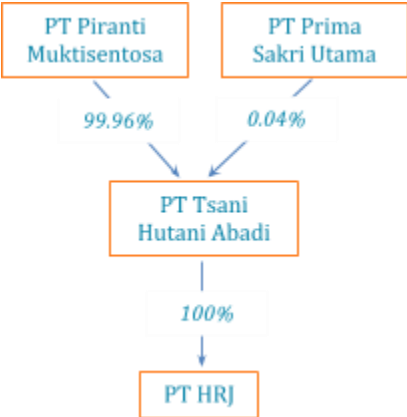 PT Piranti
Muktisentosa
PT Prima
Sakri Utama
99.96%
0.04%
PT Tsani
Hutani Abadi
100%
PT HRJ